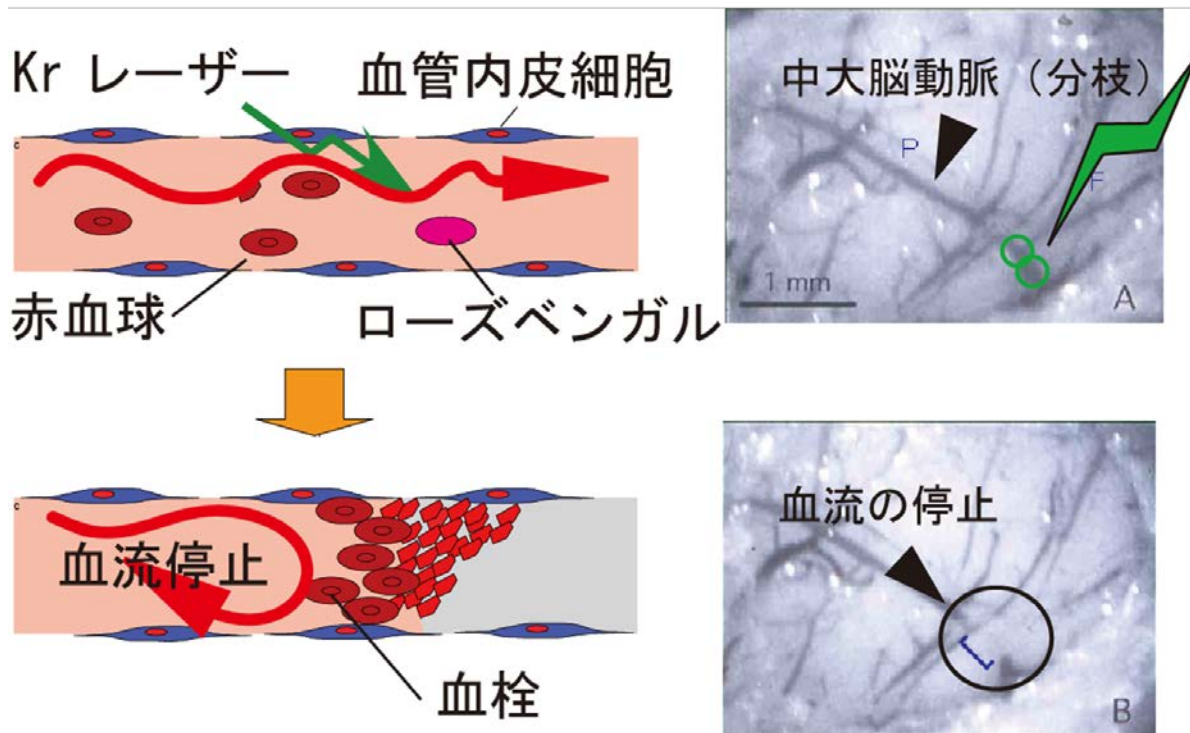 Kr レーザー
血管内皮細胞
赤血球
ローズベンガル
中大脳動脈（分枝）
P
F
1 mm
A
血流停止
血栓
血流の停止
B